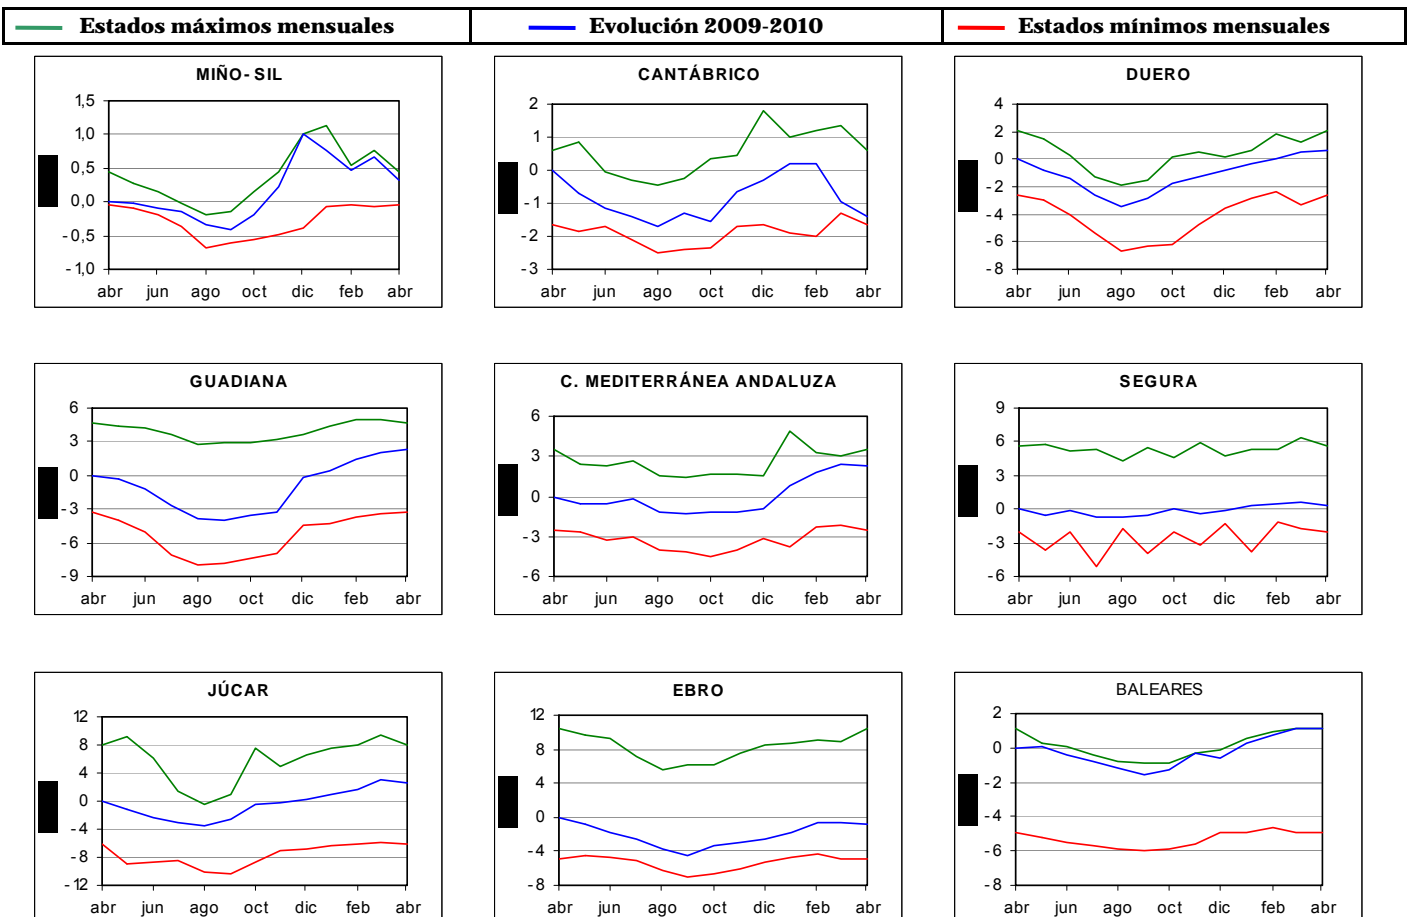 Estados máximos mensuales Evolución 2009-2010 Estados mínimos mensuales
MIÑO- SIL
1,5
1,0
0,5
0,0
-0,5
-1,0
abr jun ago oct dic feb abr
CANTÁBRICO
2
1
0
-1
-2
-3
abr jun ago oct dic feb abr
DUERO
4
2
0
-2
-4
-6
-8
abr jun ago oct dic feb abr
GUADIANA
6
3
0
-3
-6
-9
abr jun ago oct dic feb abr
C. MEDITERRÁNEA ANDALUZA
6
3
0
-3
-6
abr jun ago oct dic feb abr
SEGURA
9
6
3
0
-3
-6
abr jun ago oct dic feb abr
JÚCAR
12
8
4
0
-4
-8
-12
abr jun ago oct dic feb abr
EBRO
12
8
4
0
-4
-8
abr jun ago oct dic feb abr
BALEARES
2
0
-2
-4
-6
-8
abr jun ago oct dic feb abr